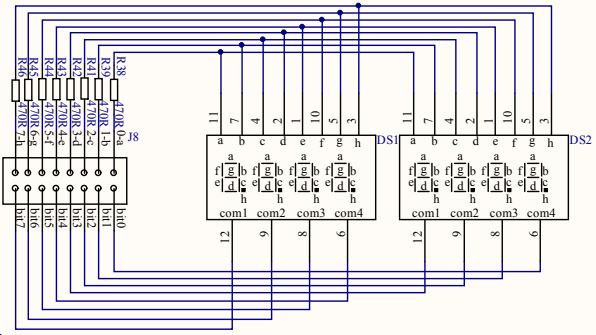 R46 R45 R44 R43 R42 R41 R39 R38
470R 470R 470R 470R 470R 470R 470R 470R
7-h 6-g 5-f 4-e 3-d 2-c 1-b 0-a
J8
bit7 bit6 bit5 bit4 bit3 bit2 bit1 bit0
11 7 4 2 1 10 5 3
a b c d e f g h
DS1
a a a a
f g b f g b f g b f g b
e d c e d c e d c e d c
h h h h
com1 com2 com3 com4
12 9 8 6
11 7 4 2 1 10 5 3
a b c d e f g h
DS2
a a a a
f g b f g b f g b f g b
e d c e d c e d c e d c
h h h h
com1 com2 com3 com4
12 9 8 6